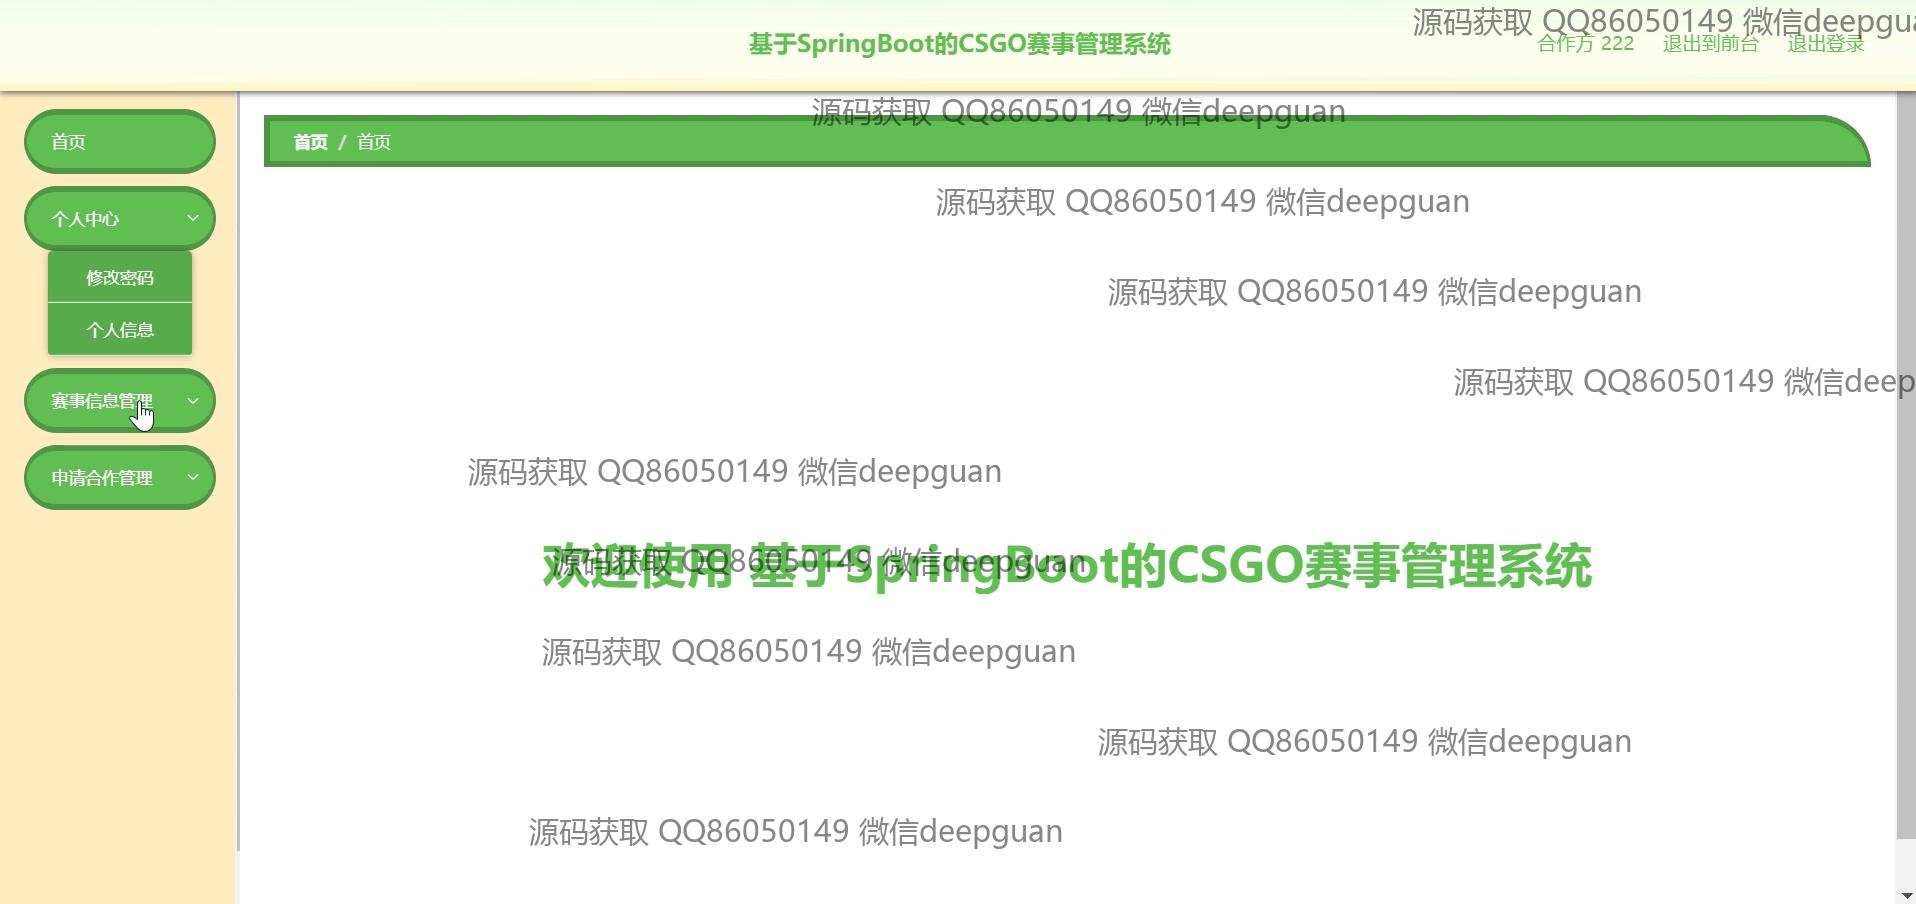 源码获取 QQ86050149 微信deepgua
基于SpringBoot的CSGO赛事管理系统
合作方 222 退出到前台 退出登录
源码获取 QQ86050149 微信deepguan
首页
首页 / 首页
源码获取 QQ86050149 微信deepguan
个人中心
修改密码
源码获取 QQ86050149 微信deepguan
个人信息
源码获取 QQ86050149 微信deep
赛事信息管理
源码获取 QQ86050149 微信deepguan
申请合作管理
源码获取 QQ86050149 微信deepguan
欢迎使用 基于SpringBoot的CSGO赛事管理系统
源码获取 QQ86050149 微信deepguan
源码获取 QQ86050149 微信deepguan
源码获取 QQ86050149 微信deepguan